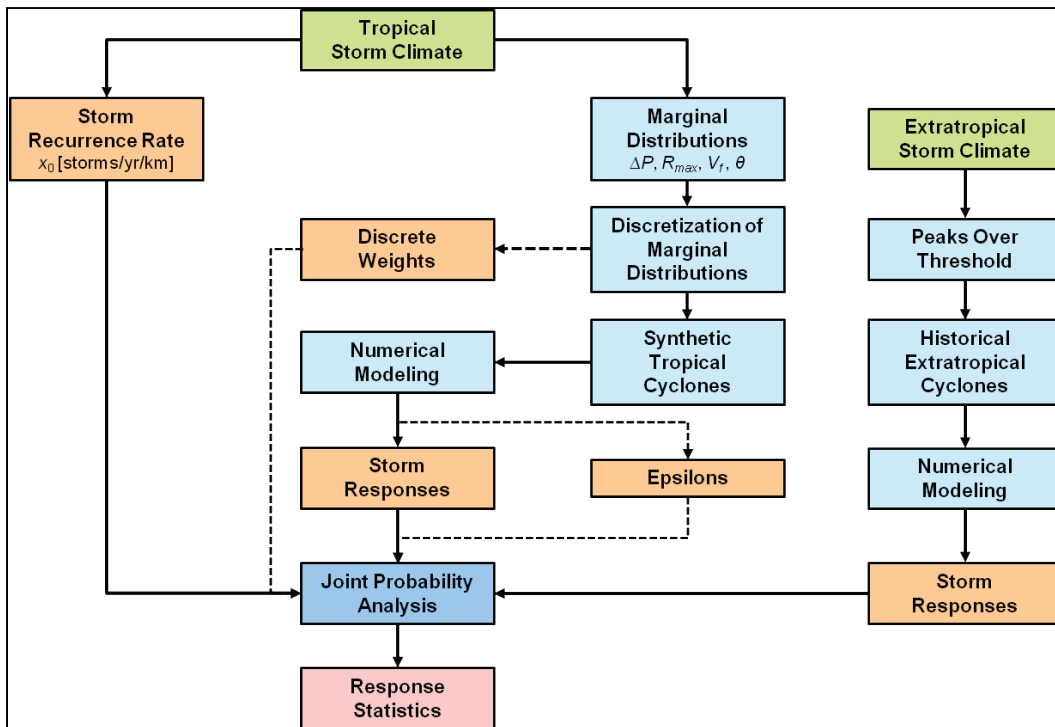 Tropical
Storm Climate
Storm
Recurrence Rate
x₀ [storms/yr/km]
Marginal
Distributions
ΔP, Rmax, Vf, θ
Extratropical
Storm Climate
Discrete
Weights
Discretization of
Marginal
Distributions
Peaks Over
Threshold
Numerical
Modeling
Synthetic
Tropical
Cyclones
Historical
Extratropical
Cyclones
Storm
Responses
Epsilons
Numerical
Modeling
Joint Probability
Analysis
Storm
Responses
Response
Statistics